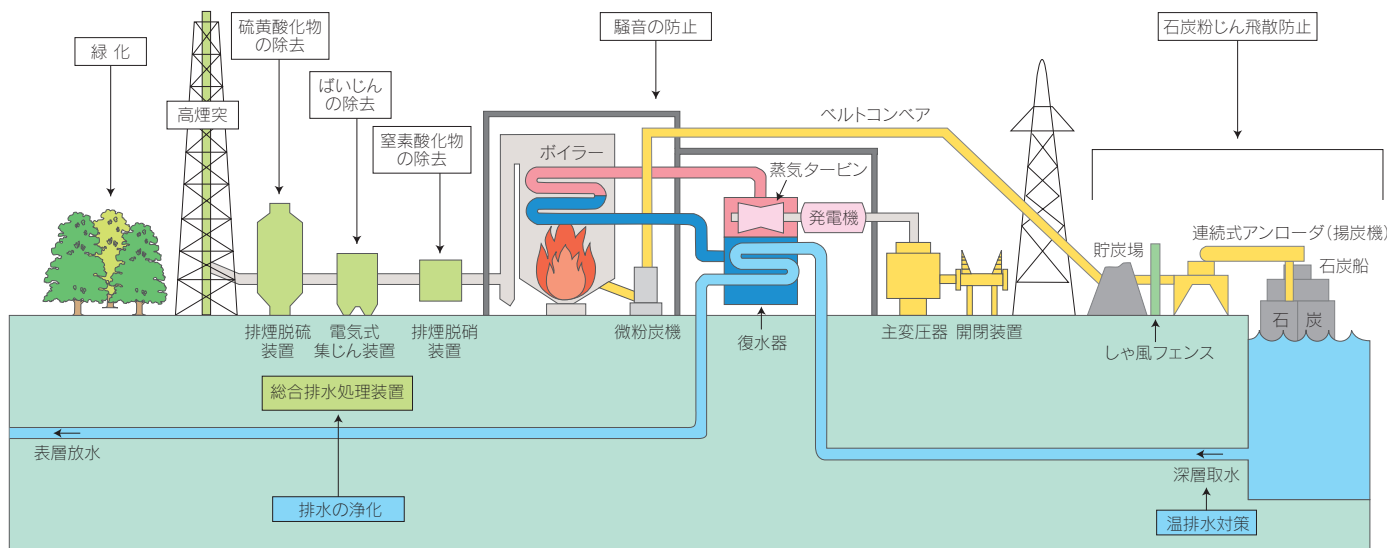 緑 化
高煙突
硫黄酸化物
の除去
ばいじん
の除去
窒素酸化物
の除去
騒音の防止
石炭粉じん飛散防止
ボイラー
ベルトコンベア
蒸気タービン
発電機
貯炭場
連続式アンローダ(揚炭機)
石炭船
石 炭
排煙脱硫
装置
電気式
集じん装置
排煙脱硝
装置
微粉炭機
復水器
主変圧器
開閉装置
しゃ風フェンス
総合排水処理装置
表層放水
深層取水
排水の浄化
温排水対策